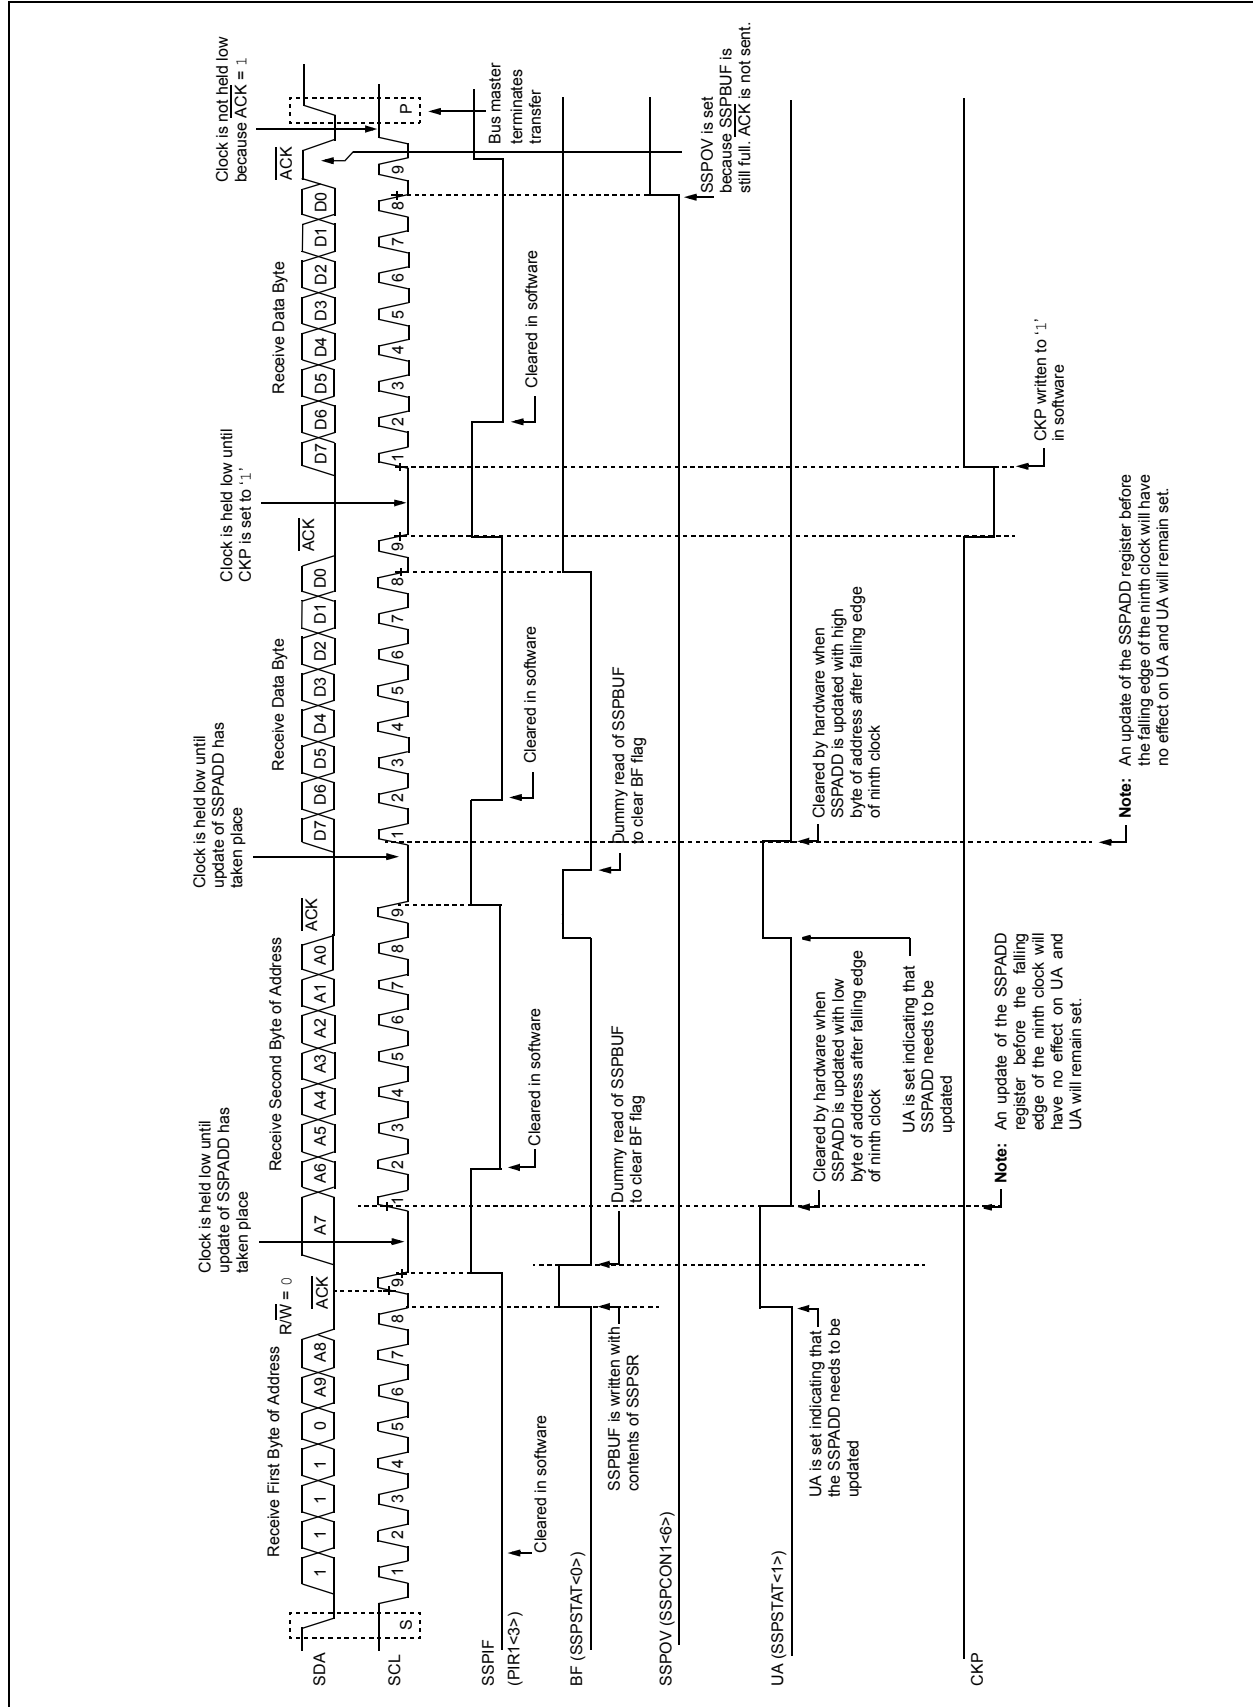 Receive First Byte of Address
R/W = 0
Receive Second Byte of Address
Receive Data Byte
Receive Data Byte
Clock is held low until
update of SSPADD has
taken place
Clock is held low until
update of SSPADD has
taken place
Clock is held low until
CKP is set to ‘1’
Clock is not held low
because ACK = 1
SDA
1 1 1 1 0 A9 A8 ACK A7 A6 A5 A4 A3 A2 A1 A0 ACK D7 D6 D5 D4 D3 D2 D1 D0 ACK D7 D6 D5 D4 D3 D2 D1 D0 ACK
SCL
S 1 2 3 4 5 6 7 8 9 1 2 3 4 5 6 7 8 9 1 2 3 4 5 6 7 8 9 1 2 3 4 5 6 7 8 9 P
Bus master
terminates
transfer
SSPIF
(PIR1<3>)
Cleared in software
Cleared in software
Cleared in software
Cleared in software
BF (SSPSTAT<0>)
SSPBUF is written with
contents of SSPSR
Dummy read of SSPBUF
to clear BF flag
Dummy read of SSPBUF
to clear BF flag
SSPOV (SSPCON1<6>)
SSPOV is set
because SSPBUF is
still full. ACK is not sent.
UA (SSPSTAT<1>)
UA is set indicating that
the SSPADD needs to be
updated
Cleared by hardware when
SSPADD is updated with low
byte of address after falling edge
of ninth clock
UA is set indicating that
SSPADD needs to be
updated
Cleared by hardware when
SSPADD is updated with high
byte of address after falling edge
of ninth clock
CKP
Note: An update of the SSPADD
register before the falling
edge of the ninth clock will
have no effect on UA and
UA will remain set.
Note: An update of the SSPADD register before
the falling edge of the ninth clock will have
no effect on UA and UA will remain set.
CKP written to ‘1’
in software